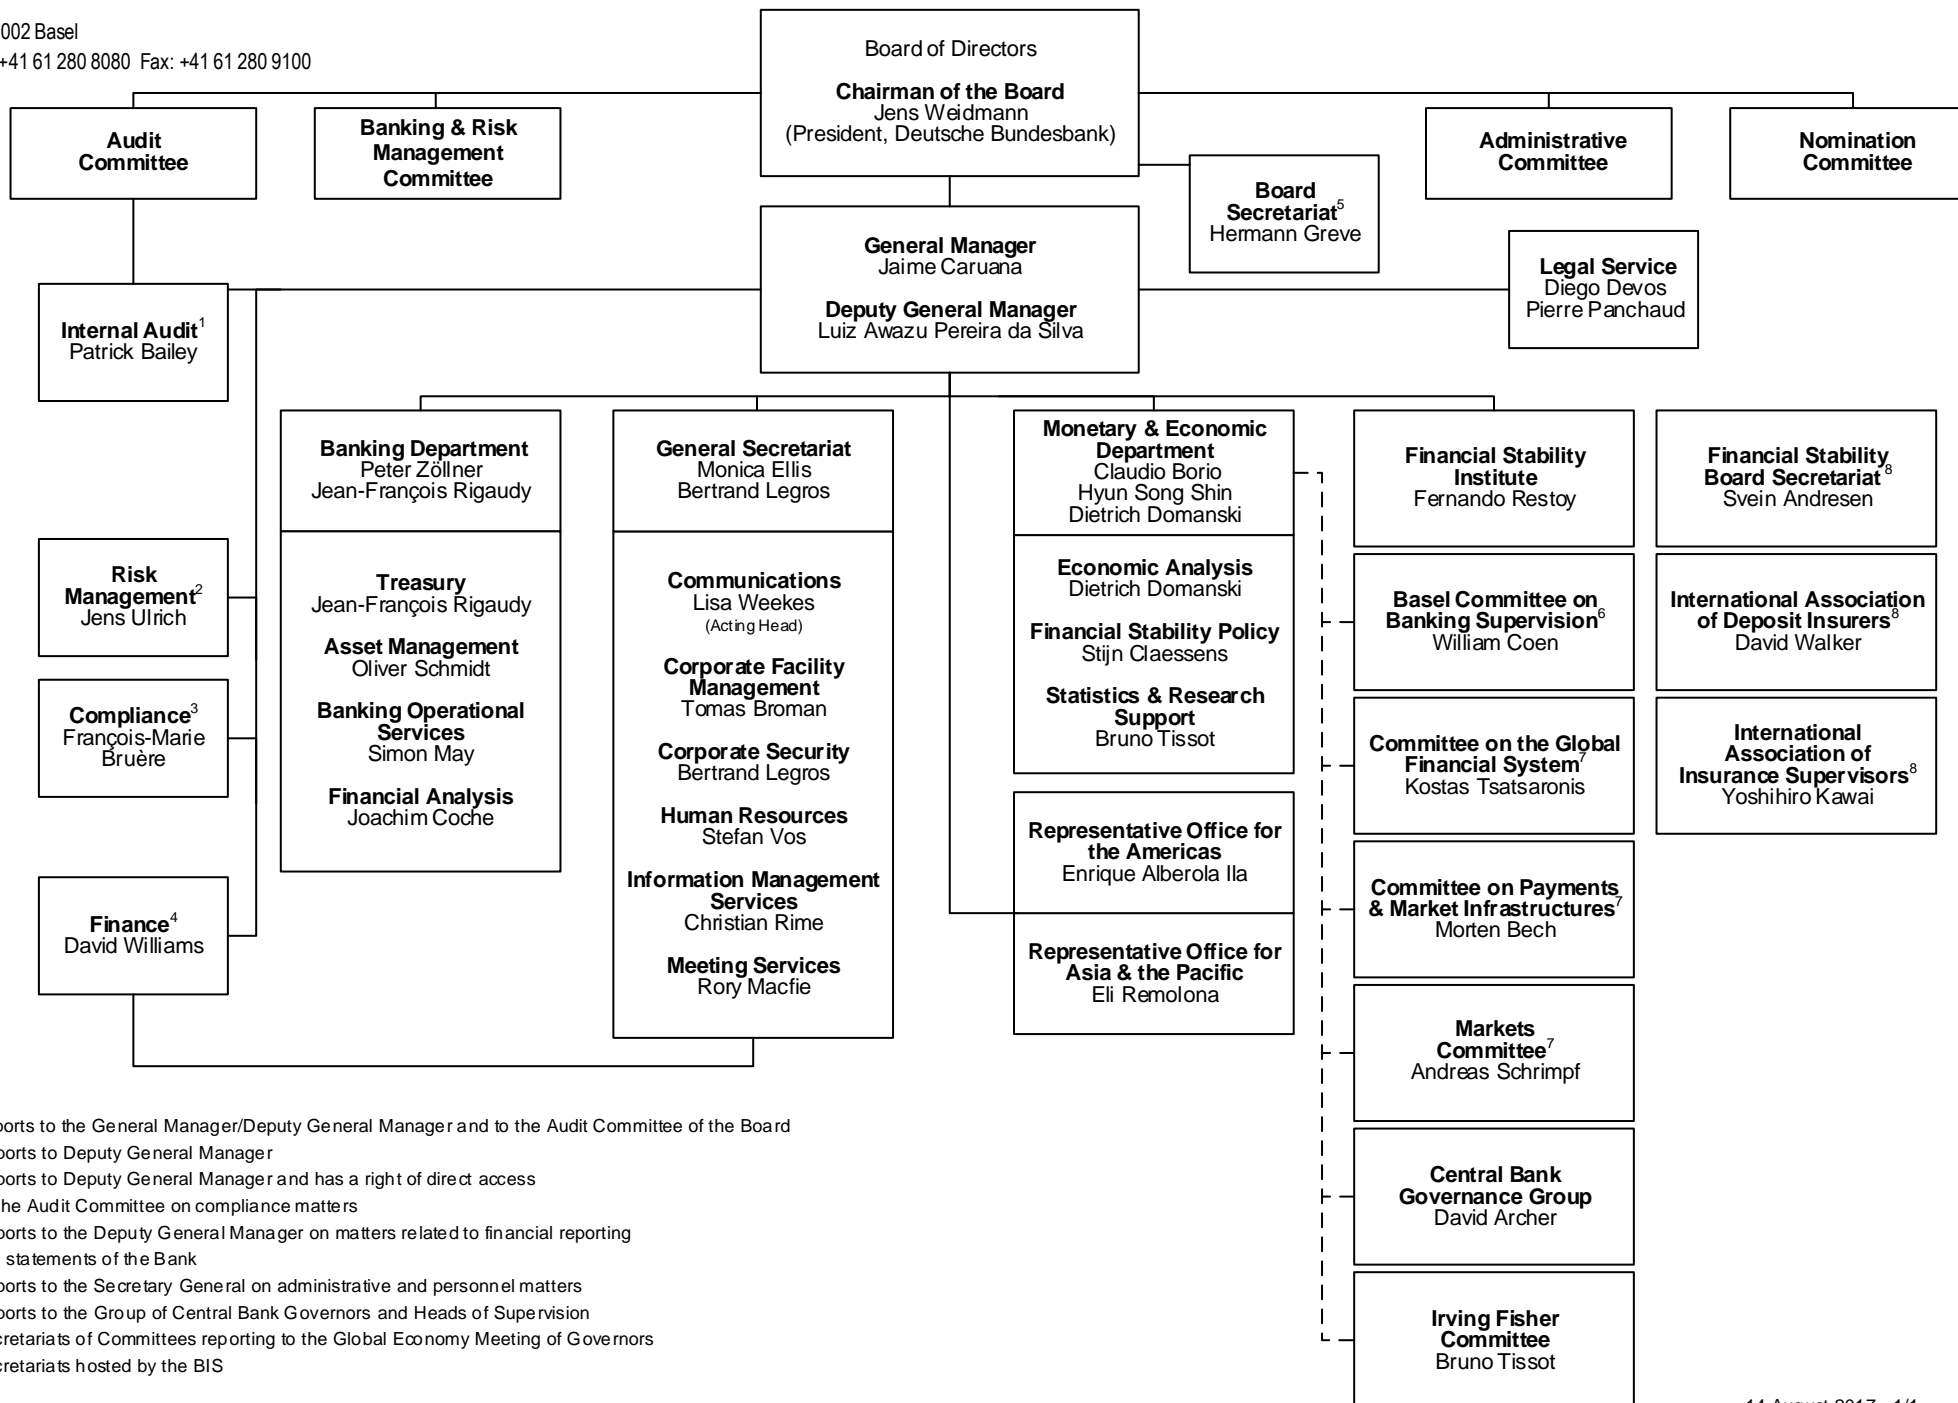 002 Basel
+41 61 280 8080 Fax: +41 61 280 9100
Board of Directors
Chairman of the Board
Jens Weidmann
(President, Deutsche Bundesbank)
Audit
Committee
Banking & Risk
Management
Committee
Administrative
Committee
Nomination
Committee
Board
Secretariat5
Hermann Greve
General Manager
Jaime Caruana
Deputy General Manager
Luiz Awazu Pereira da Silva
Legal Service
Diego Devos
Pierre Panchaud
Internal Audit1
Patrick Bailey
Risk
Management2
Jens Ulrich
Compliance3
François-Marie
Bruère
Finance4
David Williams
Banking Department
Peter Zöllner
Jean-François Rigaudy
Treasury
Jean-François Rigaudy
Asset Management
Oliver Schmidt
Banking Operational
Services
Simon May
Financial Analysis
Joachim Coche
General Secretariat
Monica Ellis
Bertrand Legros
Communications
Lisa Weekes
(Acting Head)
Corporate Facility
Management
Tomas Broman
Corporate Security
Bertrand Legros
Human Resources
Stefan Vos
Information Management
Services
Christian Rime
Meeting Services
Rory Macfie
Monetary & Economic
Department
Claudio Borio
Hyun Song Shin
Dietrich Domanski
Economic Analysis
Dietrich Domanski
Financial Stability Policy
Stijn Claessens
Statistics & Research
Support
Bruno Tissot
Representative Office for
the Americas
Enrique Alberola Ila
Representative Office for
Asia & the Pacific
Eli Remolona
Financial Stability
Institute
Fernando Restoy
Basel Committee on
Banking Supervision6
William Coen
Committee on the Global
Financial System7
Kostas Tsatsaronis
Committee on Payments
& Market Infrastructures7
Morten Bech
Markets
Committee7
Andreas Schrimpf
Central Bank
Governance Group
David Archer
Irving Fisher
Committee
Bruno Tissot
Financial Stability
Board Secretariat8
Svein Andresen
International Association
of Deposit Insurers8
David Walker
International
Association of
Insurance Supervisors8
Yoshihiro Kawai
ports to the General Manager/Deputy General Manager and to the Audit Committee of the Board
ports to Deputy General Manager
ports to Deputy General Manager and has a right of direct access
he Audit Committee on compliance matters
ports to the Deputy General Manager on matters related to financial reporting
statements of the Bank
ports to the Secretary General on administrative and personnel matters
ports to the Group of Central Bank Governors and Heads of Supervision
cretariats of Committees reporting to the Global Economy Meeting of Governors
cretariats hosted by the BIS